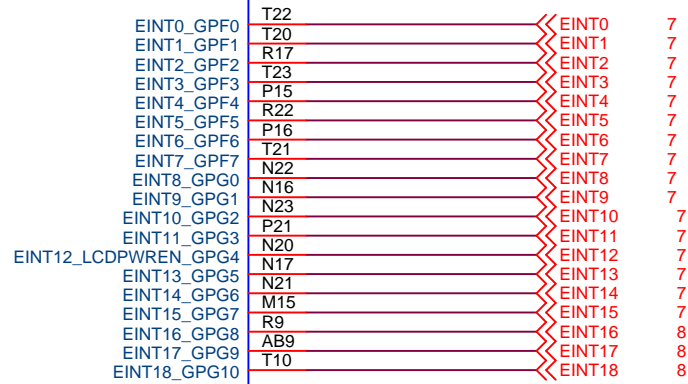 EINT0_GPF0 T22 EINT0 7
EINT1_GPF1 T20 EINT1 7
EINT2_GPF2 R17 EINT2 7
EINT3_GPF3 T23 EINT3 7
EINT4_GPF4 P15 EINT4 7
EINT5_GPF5 R22 EINT5 7
EINT6_GPF6 P16 EINT6 7
EINT7_GPF7 T21 EINT7 7
EINT8_GPG0 N22 EINT8 7
EINT9_GPG1 N16 EINT9 7
EINT10_GPG2 N23 EINT10 7
EINT11_GPG3 P21 EINT11 7
EINT12_LCDPWREN_GPG4 N20 EINT12 7
EINT13_GPG5 N17 EINT13 7
EINT14_GPG6 N21 EINT14 7
EINT15_GPG7 M15 EINT15 7
EINT16_GPG8 R9 EINT16 8
EINT17_GPG9 AB9 EINT17 8
EINT18_GPG10 T10 EINT18 8